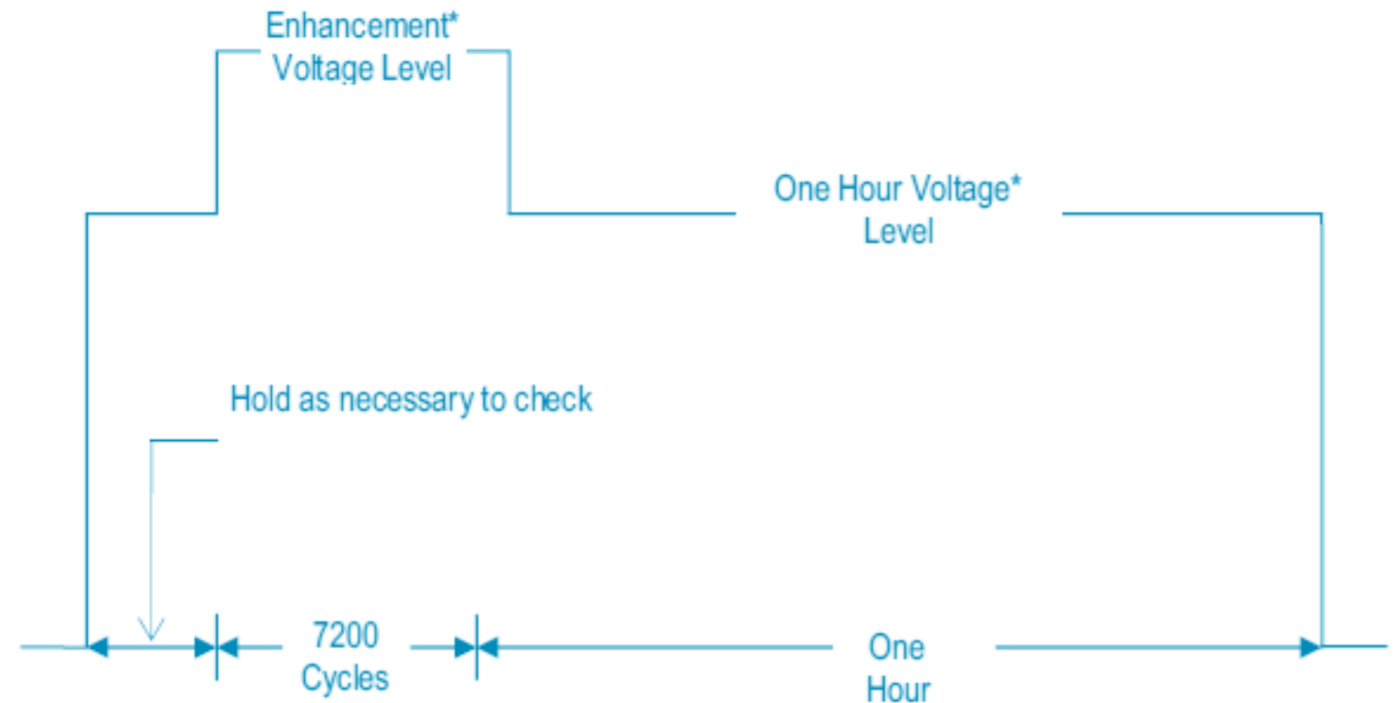 Enhancement*
Voltage Level
One Hour Voltage*
Level
Hold as necessary to check
7200
Cycles
One
Hour